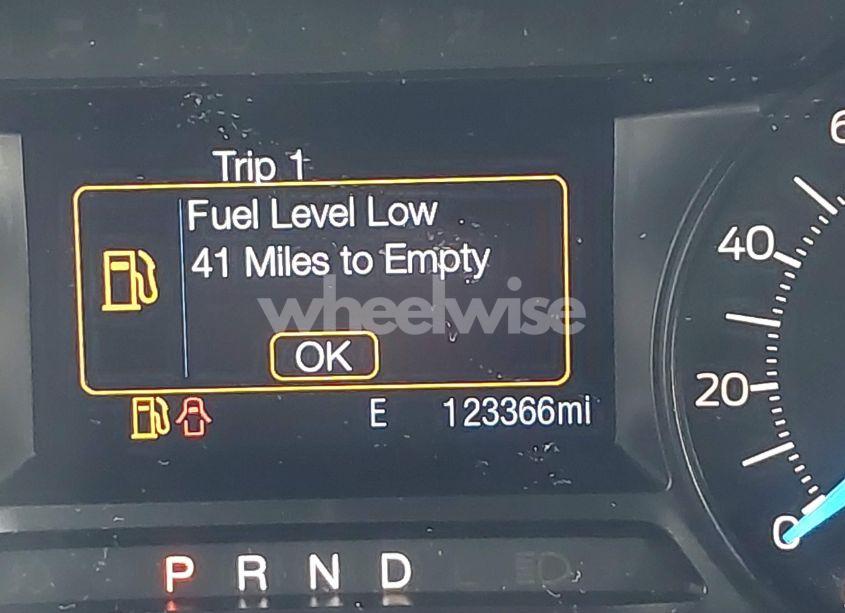 Trip 1
Fuel Level Low
41 Miles to Empty
wheelwise
OK
E 123366mi
40
20
0
P R N D